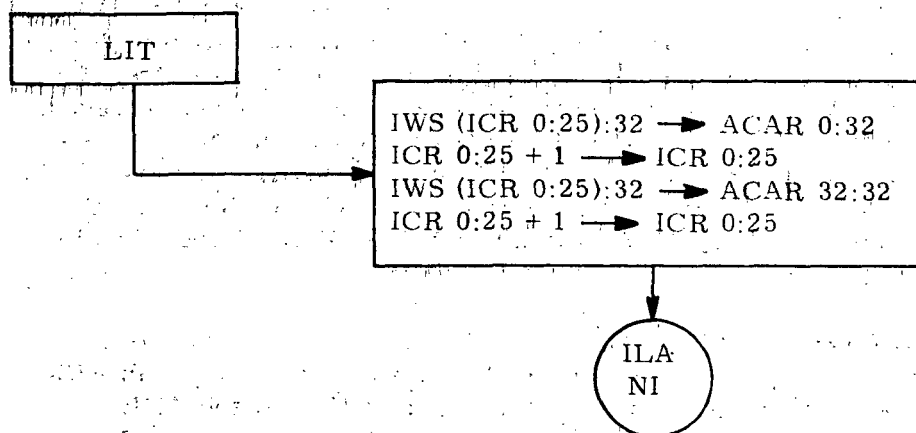 LIT
IWS (ICR 0:25):32 → ACAR 0:32
ICR 0:25 + 1 → ICR 0:25
IWS (ICR 0:25):32 → ACAR 32:32
ICR 0:25 + 1 → ICR 0:25
ILA
NI